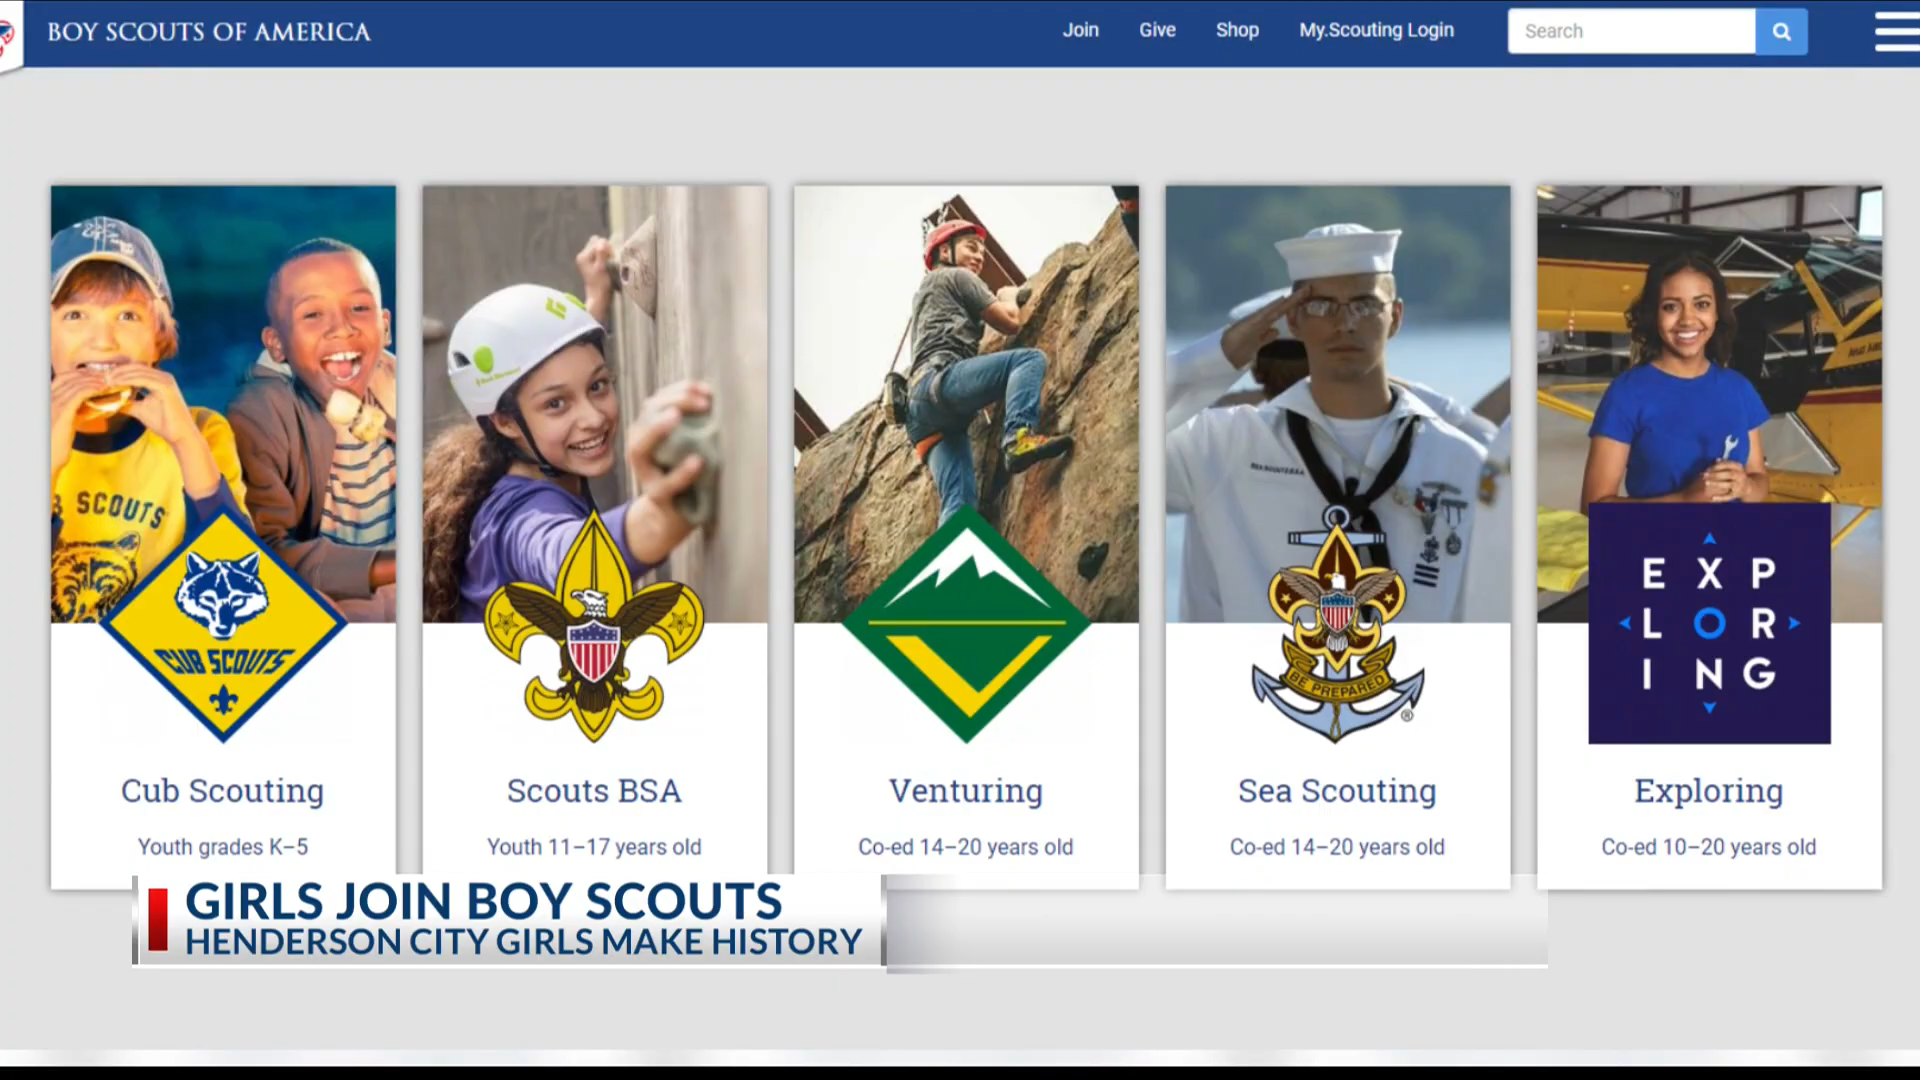 BOY SCOUTS OF AMERICA
Join
Give
Shop
My.Scouting Login
Search
SCOUTS
CUB SCOUTS
BE PREPARED
®
EXP
LOR
ING
Cub Scouting
Youth grades K–5
Scouts BSA
Youth 11–17 years old
Venturing
Co-ed 14–20 years old
Sea Scouting
Co-ed 14–20 years old
Exploring
Co-ed 10–20 years old
GIRLS JOIN BOY SCOUTS
HENDERSON CITY GIRLS MAKE HISTORY